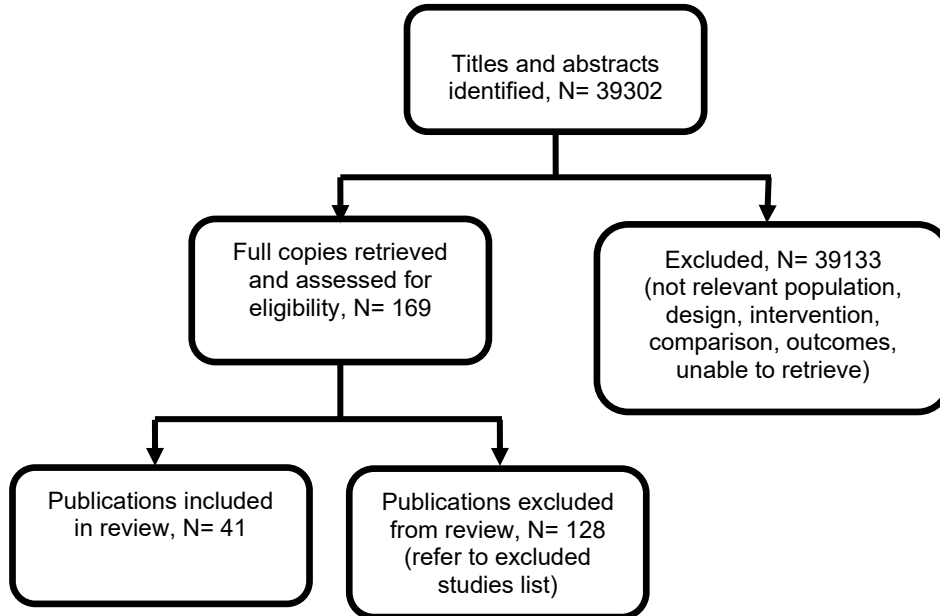 Titles and abstracts
identified, N= 39302
Full copies retrieved
and assessed for
eligibility, N= 169
Excluded, N= 39133
(not relevant population,
design, intervention,
comparison, outcomes,
unable to retrieve)
Publications included
in review, N= 41
Publications excluded
from review, N= 128
(refer to excluded
studies list)